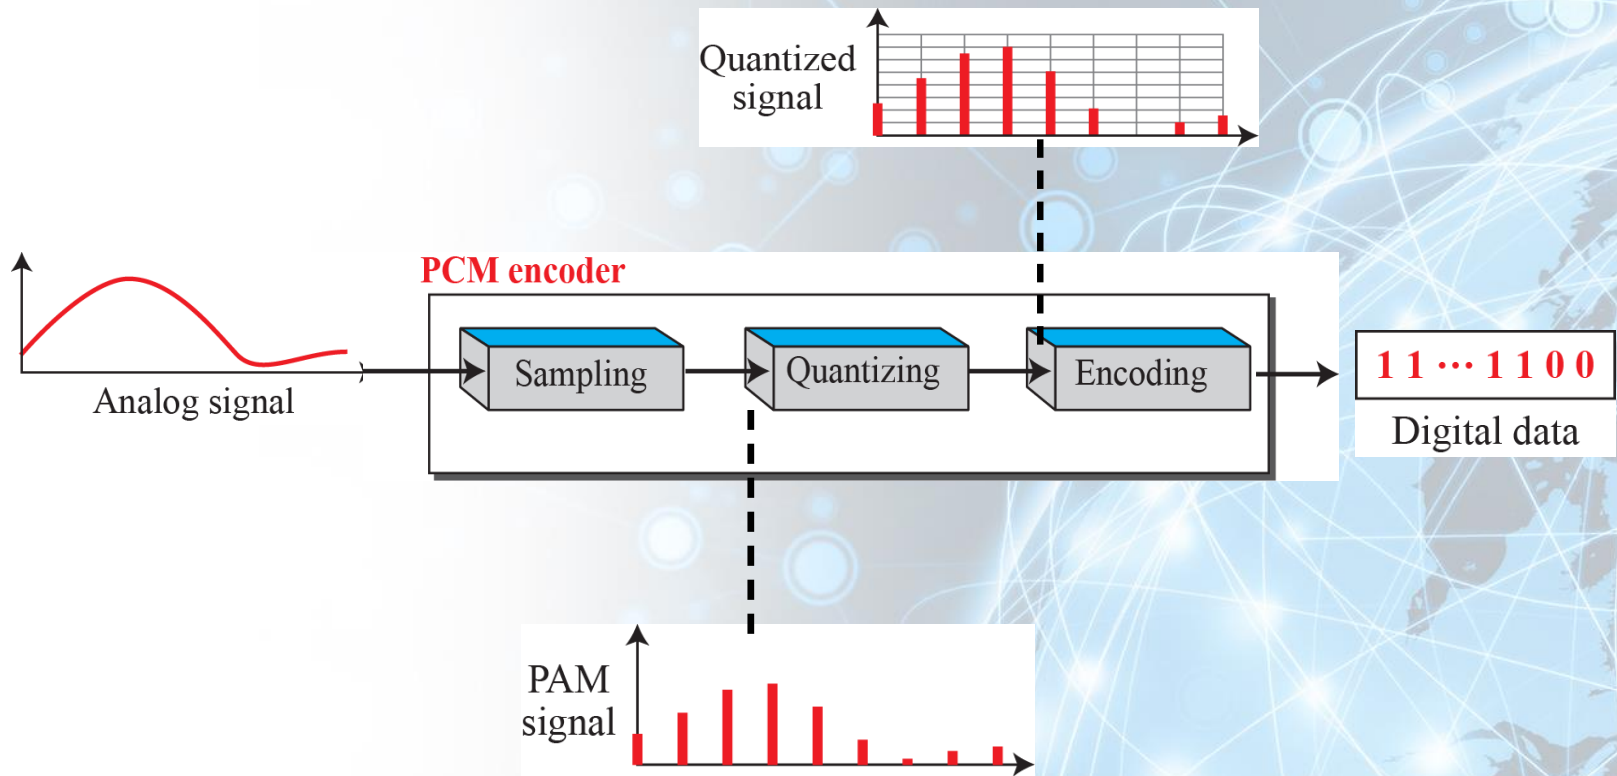 Quantized
signal
PCM encoder
Sampling
Quantizing
Encoding
Analog signal
1 1 ··· 1 1 0 0
Digital data
PAM
signal